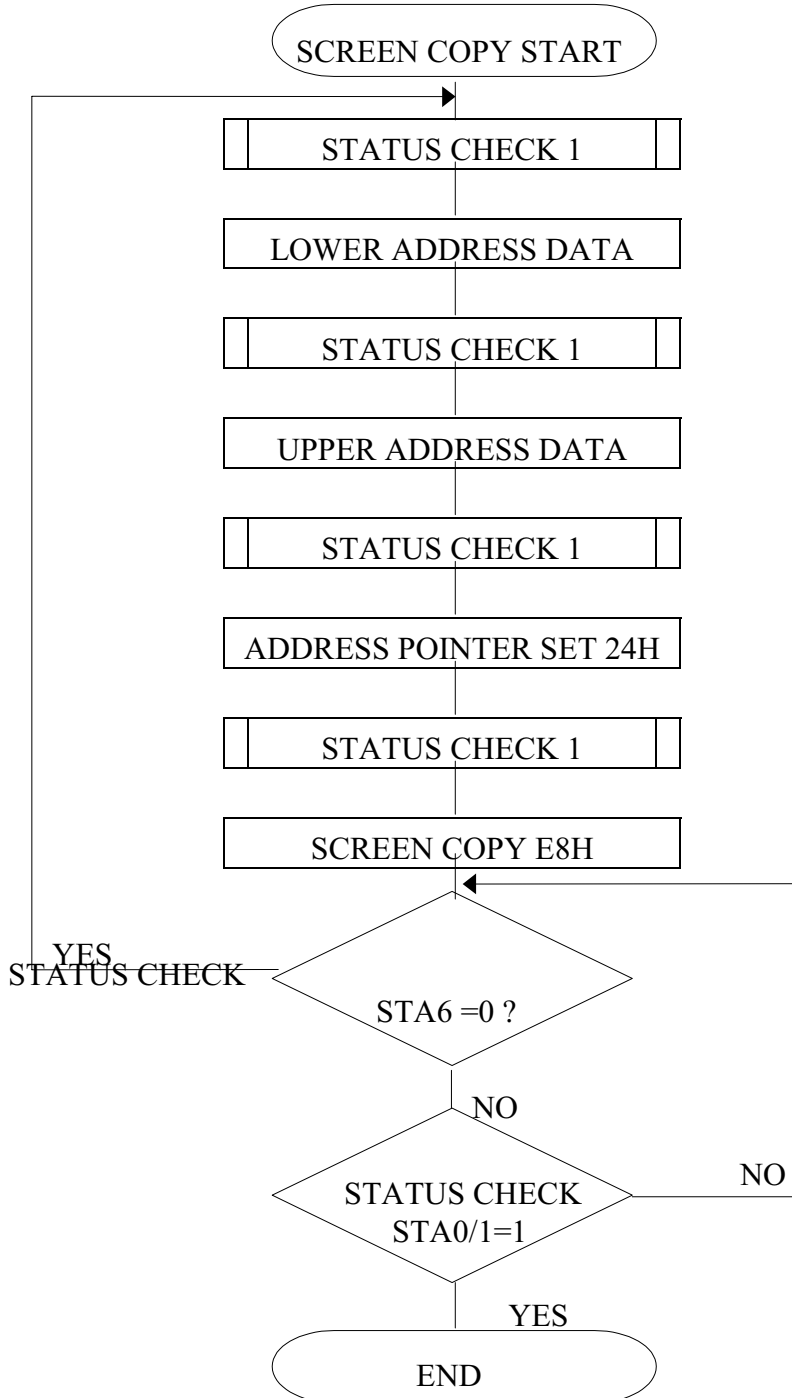 SCREEN COPY START
STATUS CHECK 1
LOWER ADDRESS DATA
STATUS CHECK 1
UPPER ADDRESS DATA
STATUS CHECK 1
ADDRESS POINTER SET 24H
STATUS CHECK 1
SCREEN COPY E8H
YES
STATUS CHECK
STA6 =0 ?
NO
NO
STATUS CHECK
STA0/1=1
YES
END